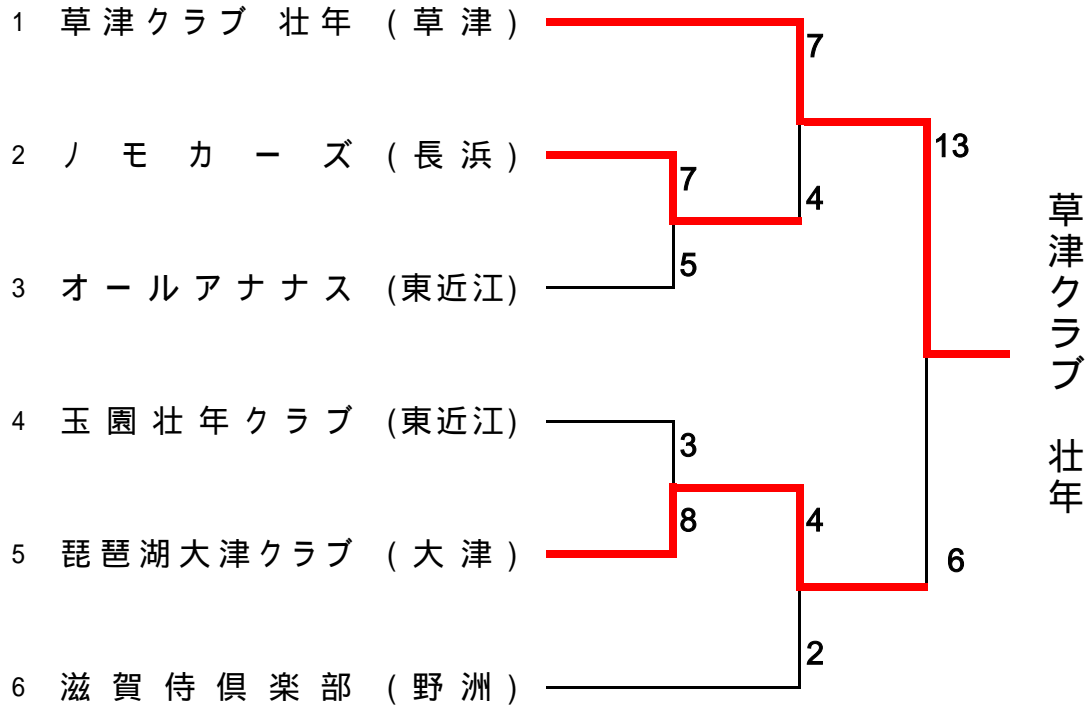 1 草津クラブ 壮年 (草津)
7
13
2 ノモカーズ (長浜)
7
4
3 オールアナナス (東近江)
5
草津クラブ 壮年
4 玉園壮年クラブ (東近江)
3
8
4
5 琵琶湖大津クラブ (大津)
6
2
6 滋賀侍倶楽部 (野洲)